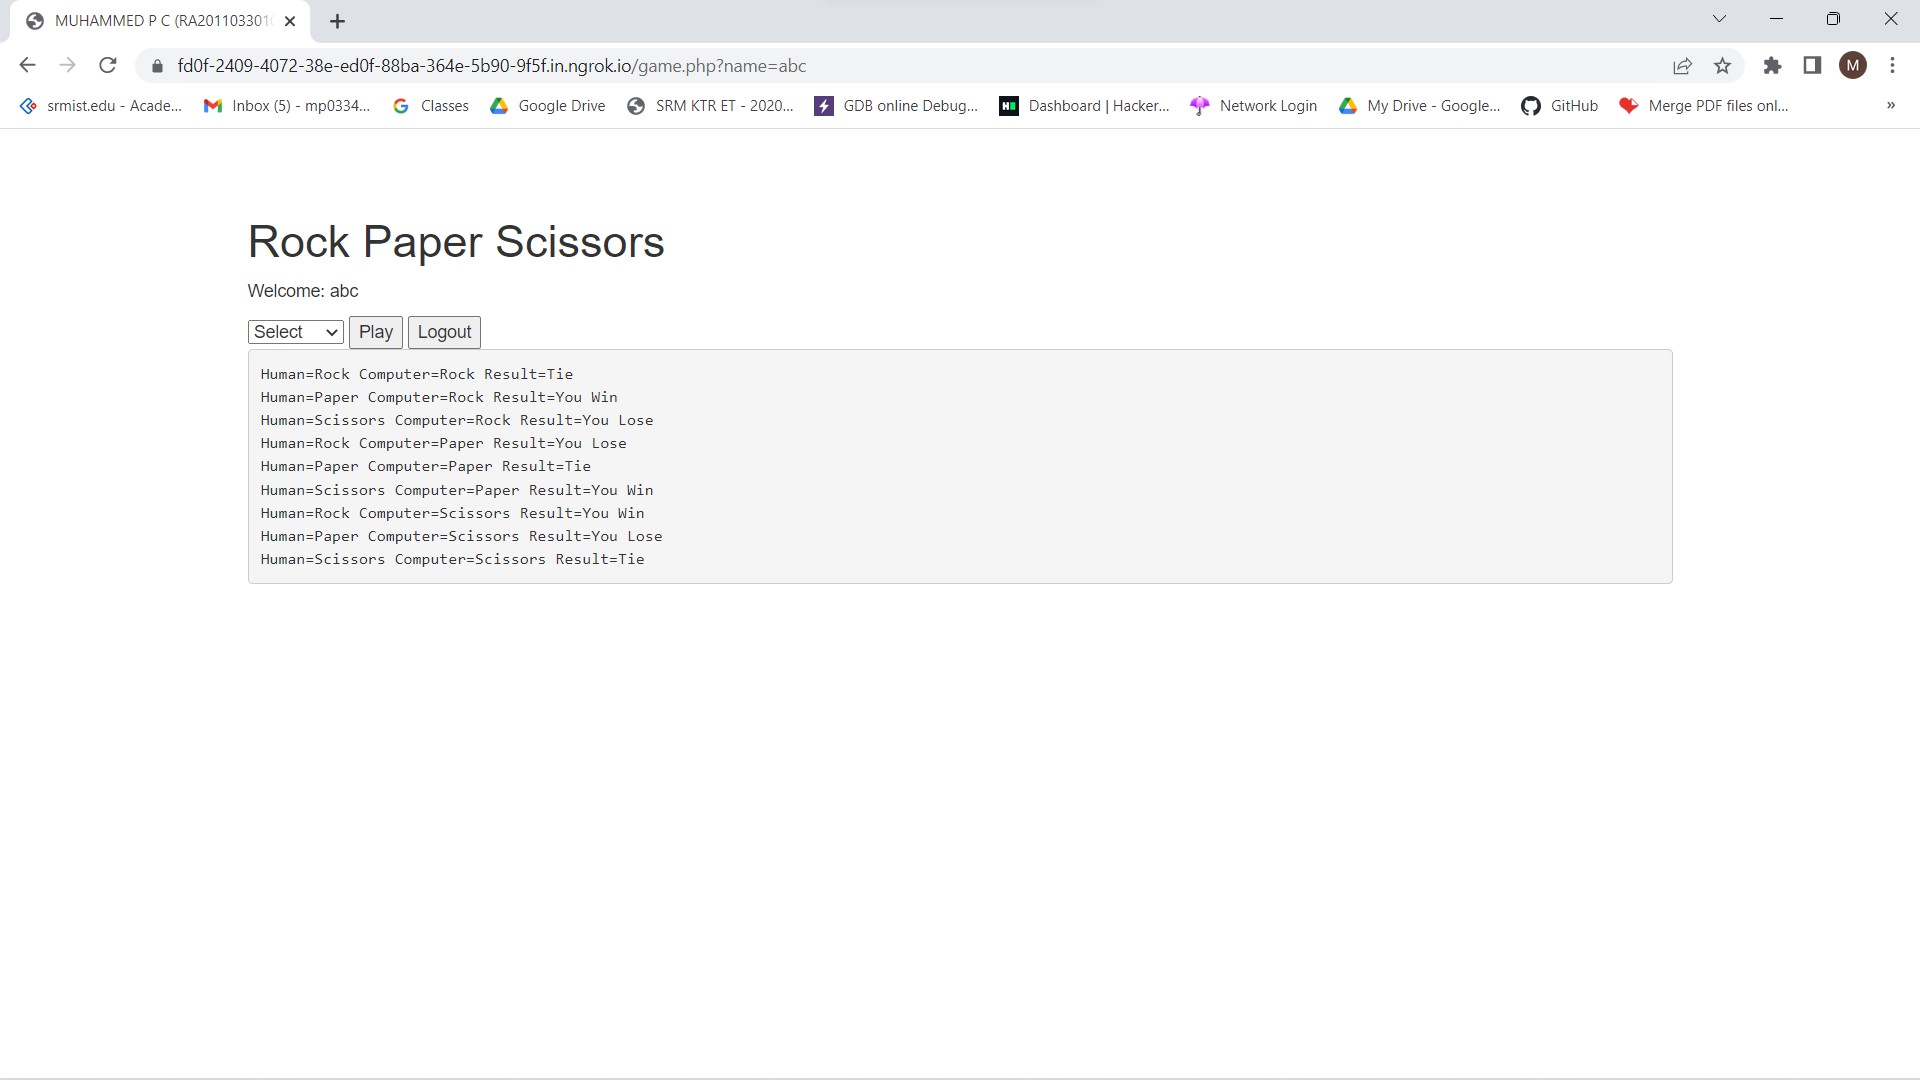 MUHAMMED P C (RA201103301
fd0f-2409-4072-38e-ed0f-88ba-364e-5b90-9f5f.in.ngrok.io/game.php?name=abc
M
srmist.edu - Acade... Inbox (5) - mp0334... Classes Google Drive SRM KTR ET - 2020... GDB online Debug... Dashboard | Hacker... Network Login My Drive - Google... GitHub Merge PDF files onl... »
Rock Paper Scissors
Welcome: abc
Select Play Logout
Human=Rock Computer=Rock Result=Tie
Human=Paper Computer=Rock Result=You Win
Human=Scissors Computer=Rock Result=You Lose
Human=Rock Computer=Paper Result=You Lose
Human=Paper Computer=Paper Result=Tie
Human=Scissors Computer=Paper Result=You Win
Human=Rock Computer=Scissors Result=You Win
Human=Paper Computer=Scissors Result=You Lose
Human=Scissors Computer=Scissors Result=Tie